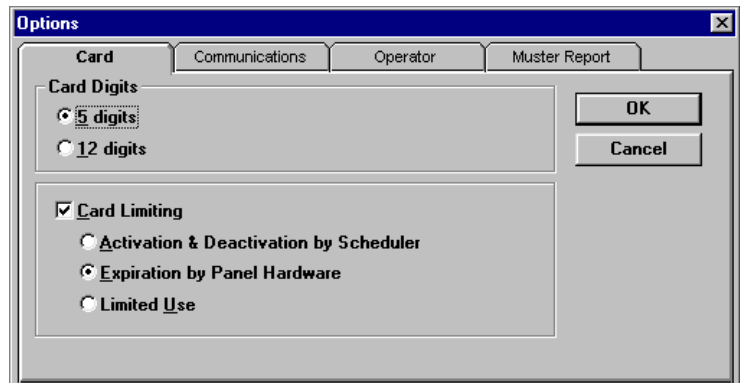 Options
Card Communications Operator Muster Report
Card Digits
5 digits
12 digits
OK
Cancel
Card Limiting
Activation & Deactivation by Scheduler
Expiration by Panel Hardware
Limited Use